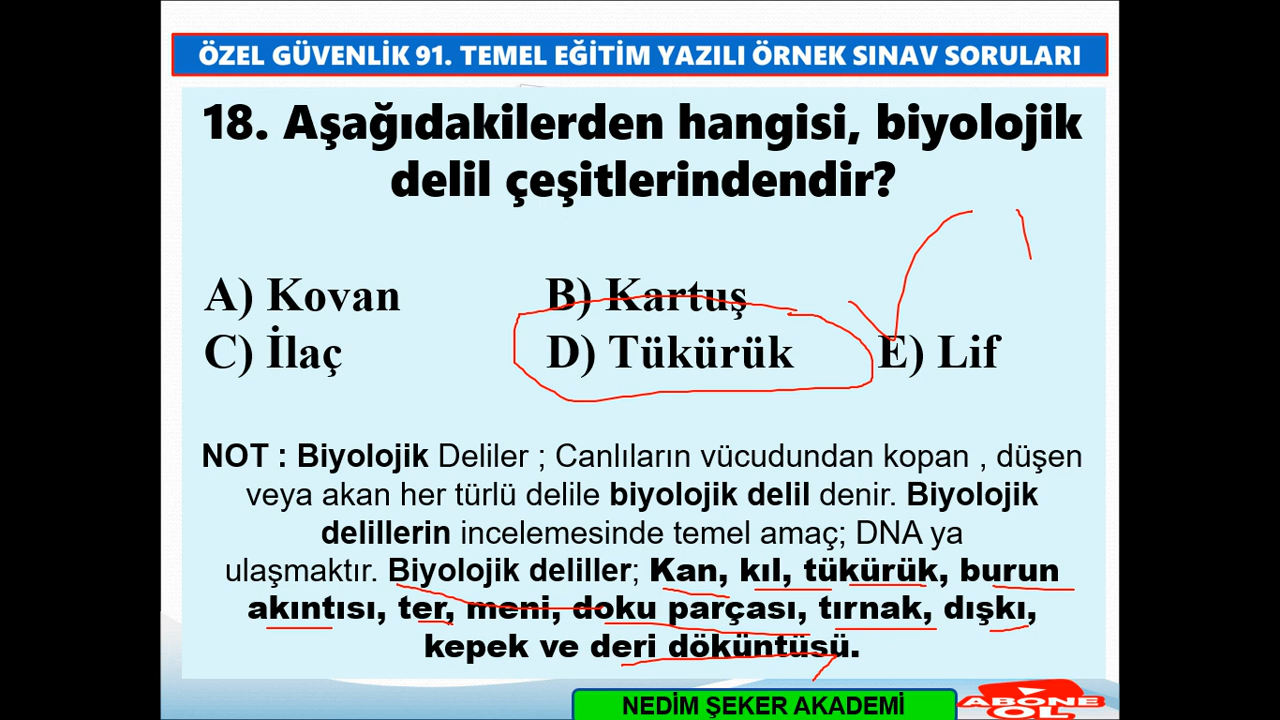 ÖZEL GÜVENLİK 91. TEMEL EĞİTİM YAZILI ÖRNEK SINAV SORULARI
18. Aşağıdakilerden hangisi, biyolojik
delil çeşitlerindendir?
A) Kovan B) Kartuş
C) İlaç D) Tükürük E) Lif
NOT : Biyolojik Deliler ; Canlıların vücudundan kopan , düşen
veya akan her türlü delile biyolojik delil denir. Biyolojik
delillerin incelemesinde temel amaç; DNA ya
ulaşmaktır. Biyolojik deliller; Kan, kıl, tükürük, burun
akıntısı, ter, meni, doku parçası, tırnak, dışkı,
kepek ve deri döküntüsü.
NEDİM ŞEKER AKADEMİ
ABONE
OL